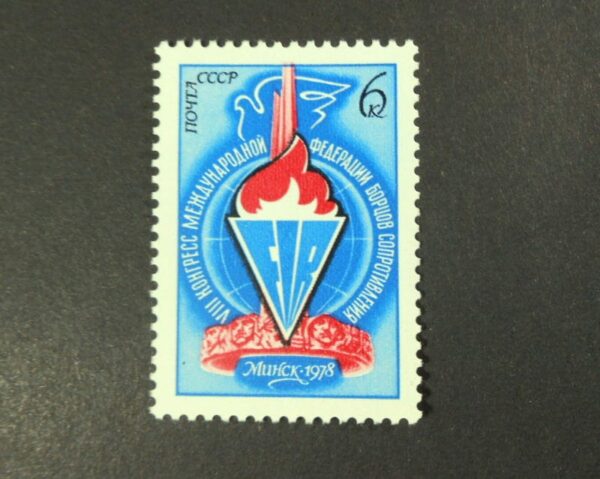 ПОЧТА СССР
6к
VIII КОНГРЕСС МЕЖДУНАРОДНОЙ ФЕДЕРАЦИИ БОРЦОВ СОПРОТИВЛЕНИЯ
FIR
МИНСК·1978